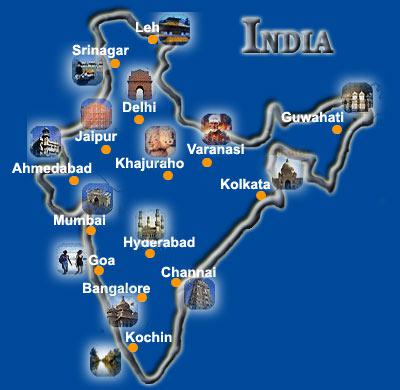 INDIA
Leh
Srinagar
Delhi
Guwahati
Jaipur
Varanasi
Khajuraho
Ahmedabad
Kolkata
Mumbai
Hyderabad
Goa
Channai
Bangalore
Kochin